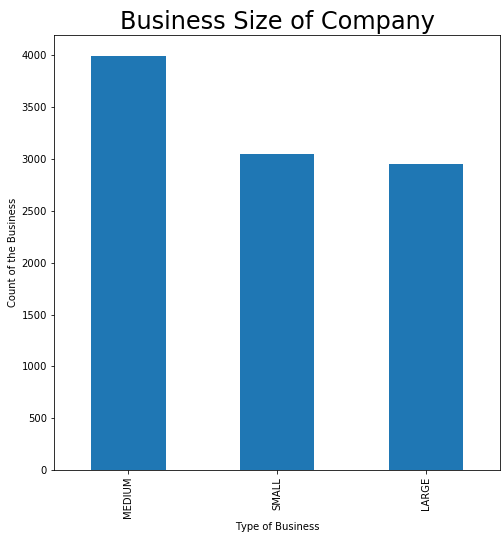 Business Size of Company
4000
3500
3000
2500
2000
1500
1000
500
0
Count of the Business
MEDIUM
SMALL
LARGE
Type of Business